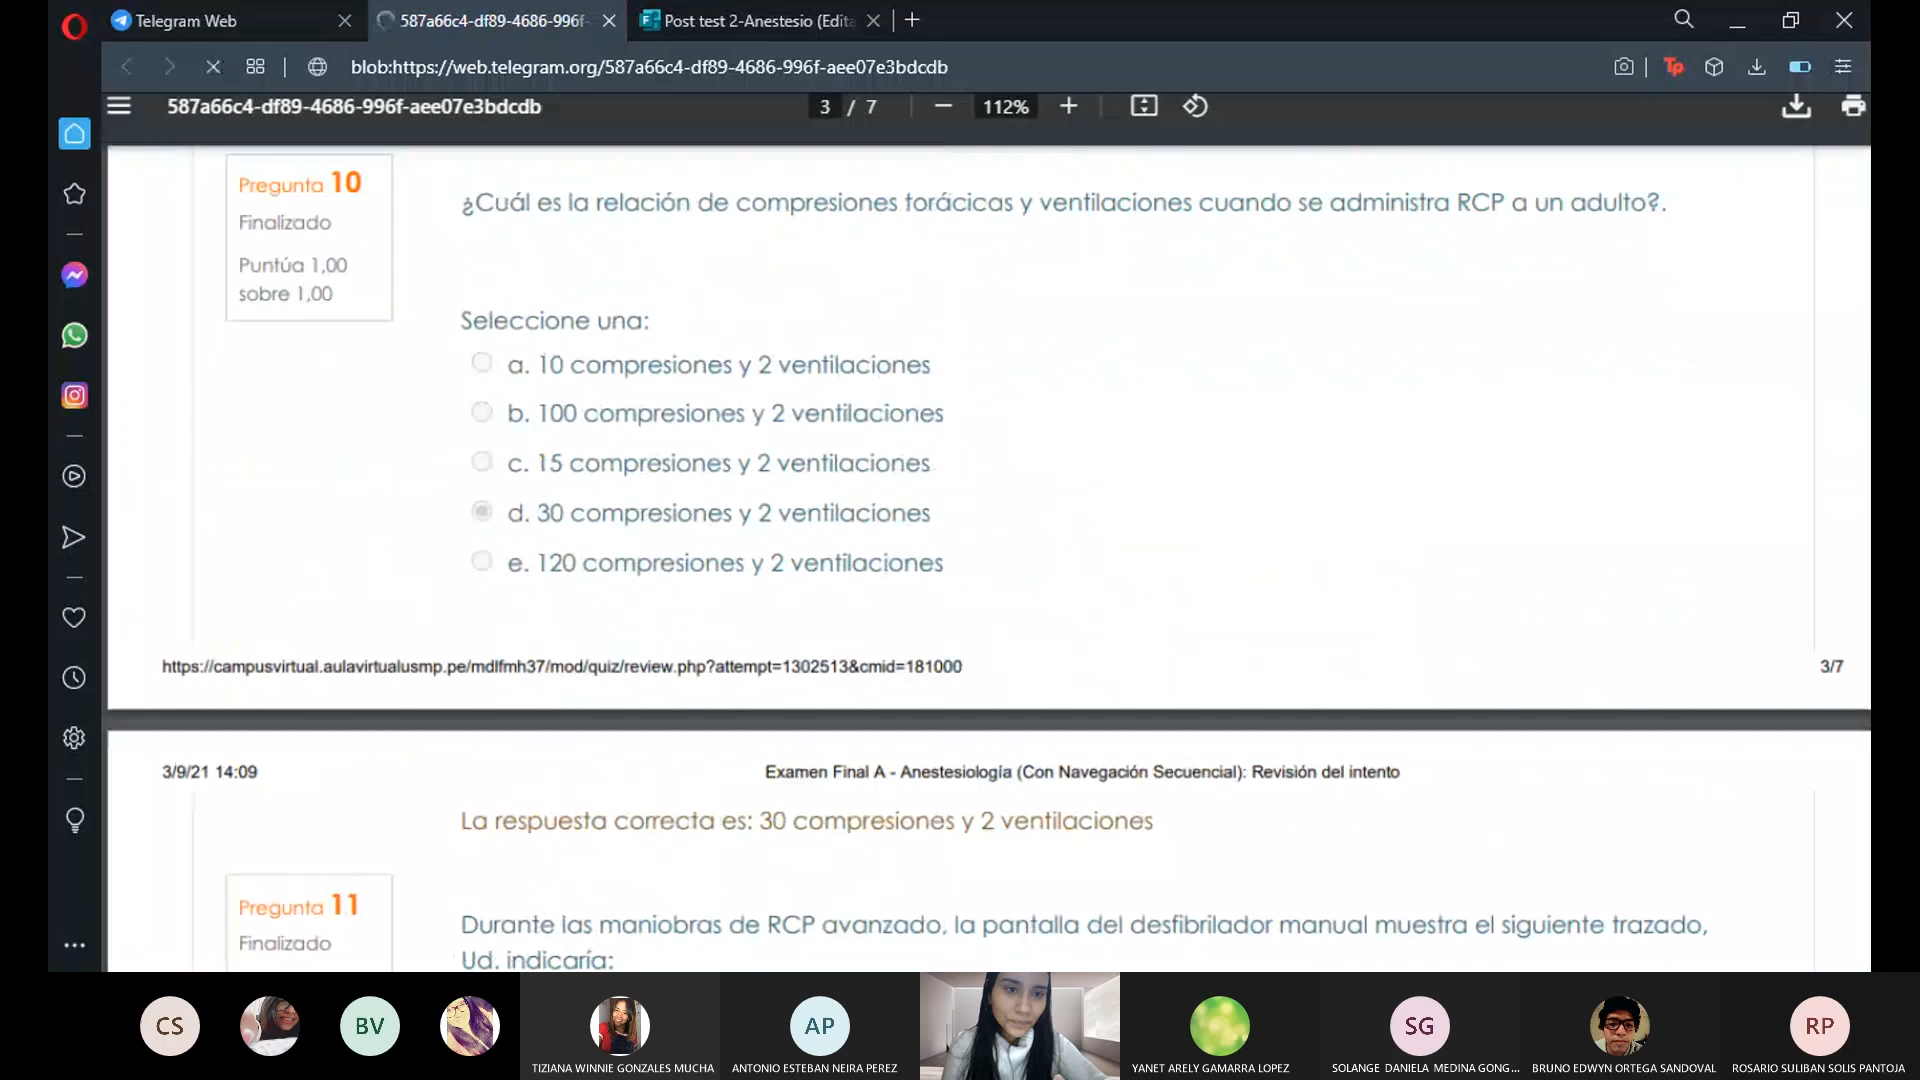 Telegram Web
587a66c4-df89-4686-996f-
Post test 2-Anestesio (Edita
blob:https://web.telegram.org/587a66c4-df89-4686-996f-aee07e3bdcdb
Tp
587a66c4-df89-4686-996f-aee07e3bdcdb
3 / 7
112%
Pregunta 10
Finalizado
Puntúa 1,00
sobre 1,00
¿Cuál es la relación de compresiones torácicas y ventilaciones cuando se administra RCP a un adulto?.
Seleccione una:
a. 10 compresiones y 2 ventilaciones
b. 100 compresiones y 2 ventilaciones
c. 15 compresiones y 2 ventilaciones
d. 30 compresiones y 2 ventilaciones
e. 120 compresiones y 2 ventilaciones
https://campusvirtual.aulavirtualusmp.pe/mdlfmh37/mod/quiz/review.php?attempt=1302513&cmid=181000
3/7
3/9/21 14:09
Examen Final A - Anestesiología (Con Navegación Secuencial): Revisión del intento
La respuesta correcta es: 30 compresiones y 2 ventilaciones
Pregunta 11
Finalizado
Durante las maniobras de RCP avanzado, la pantalla del desfibrilador manual muestra el siguiente trazado,
Ud. indicaría:
CS
BV
AP
SG
RP
TIZIANA WINNIE GONZALES MUCHA
ANTONIO ESTEBAN NEIRA PEREZ
YANET ARELY GAMARRA LOPEZ
SOLANGE DANIELA MEDINA GONG...
BRUNO EDWYN ORTEGA SANDOVAL
ROSARIO SULIBAN SOLIS PANTOJA